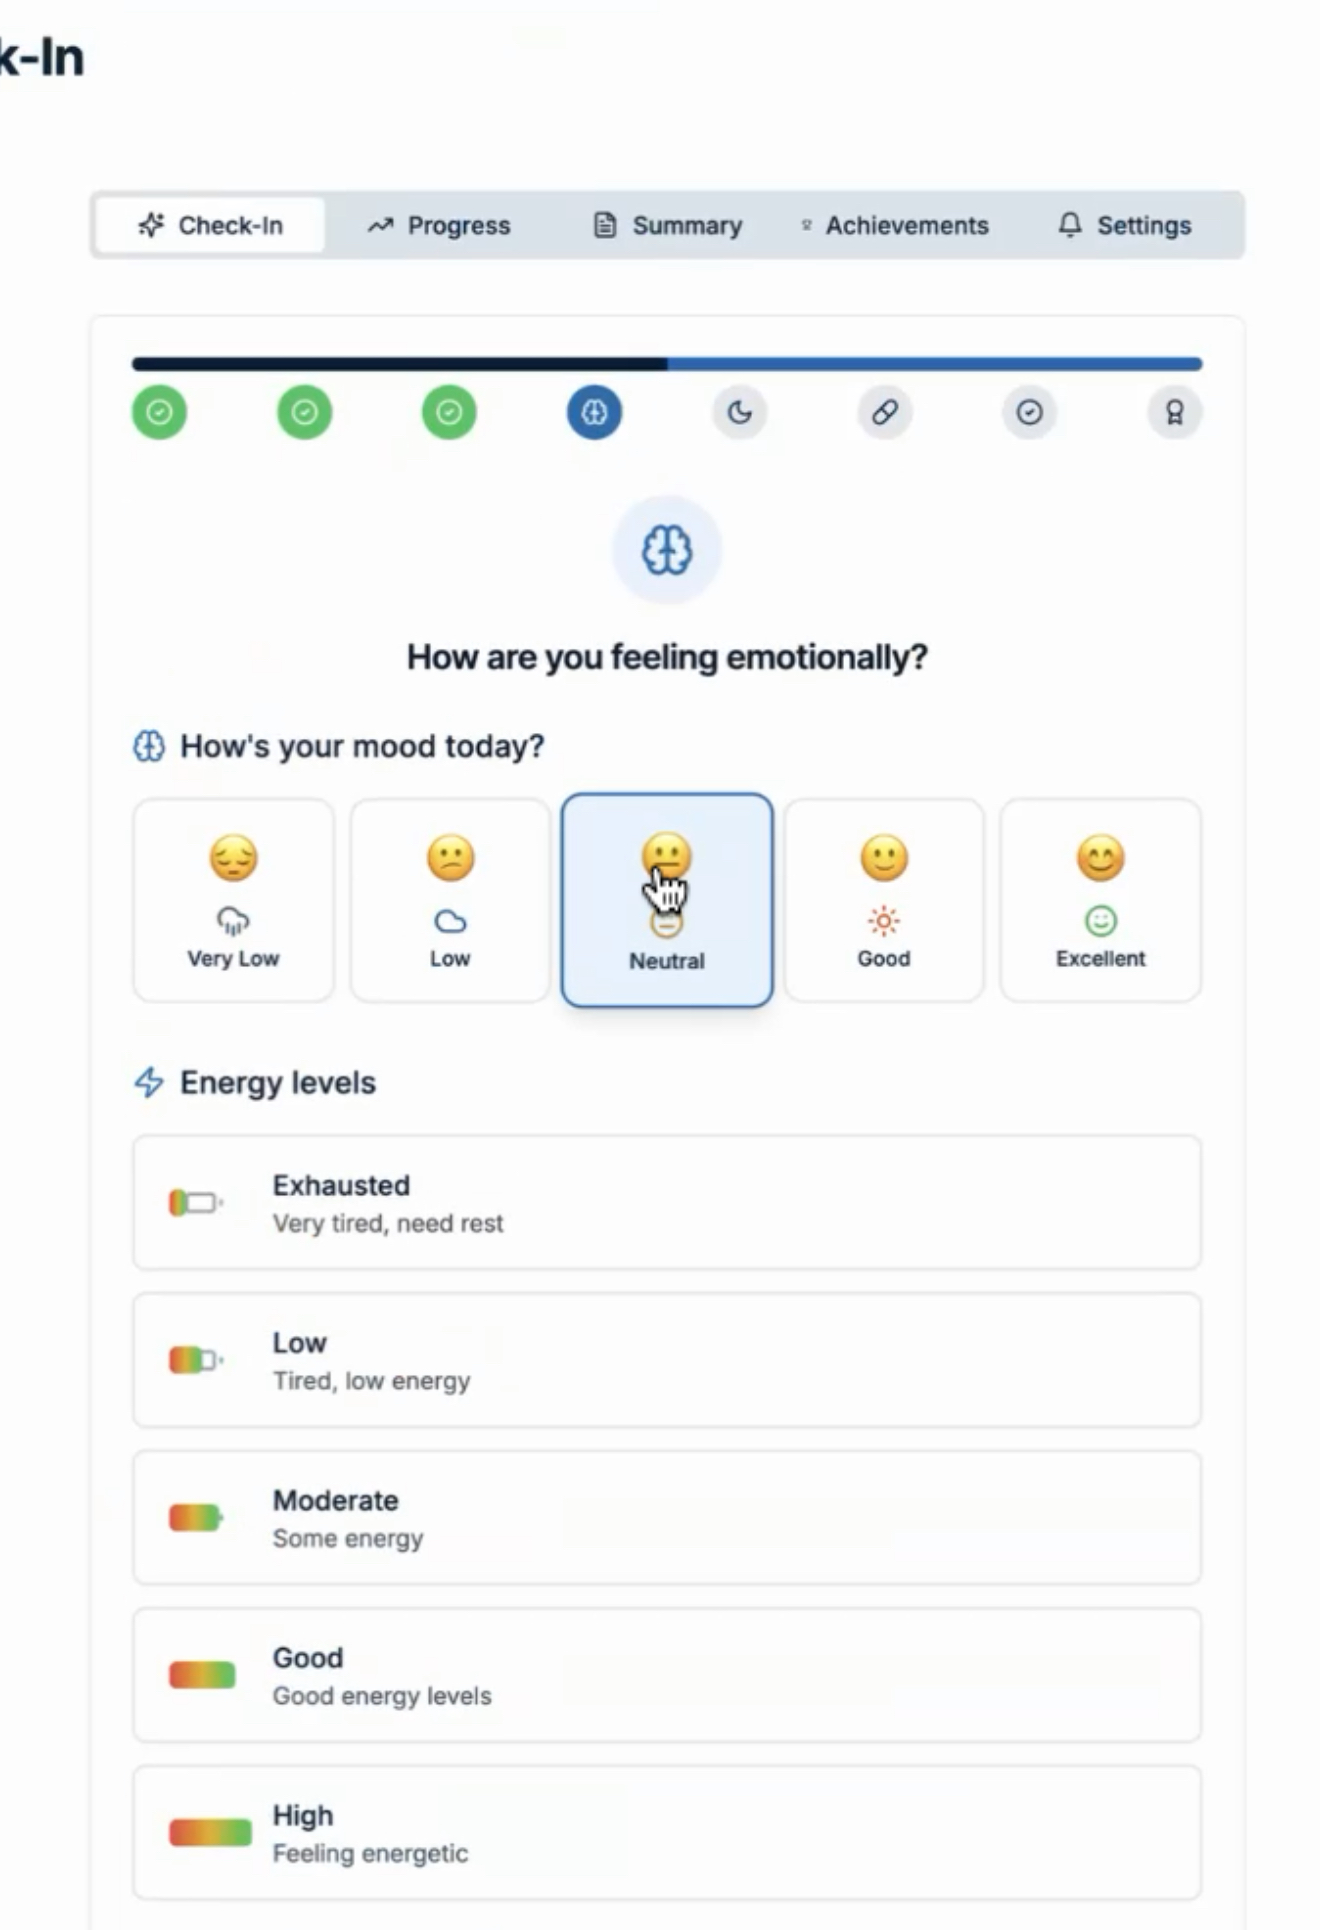 k-In
Check-In Progress Summary Achievements Settings
How are you feeling emotionally?
How's your mood today?
Very Low Low Neutral Good Excellent
Energy levels
Exhausted
Very tired, need rest
Low
Tired, low energy
Moderate
Some energy
Good
Good energy levels
High
Feeling energetic